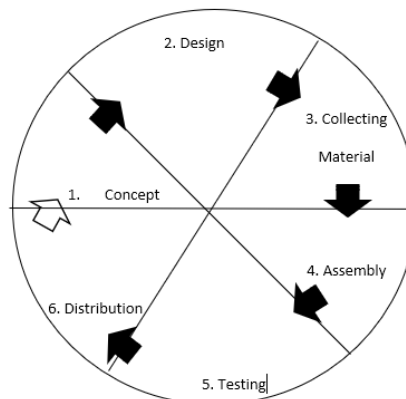 1. Concept
2. Design
3. Collecting
Material
4. Assembly
5. Testing
6. Distribution